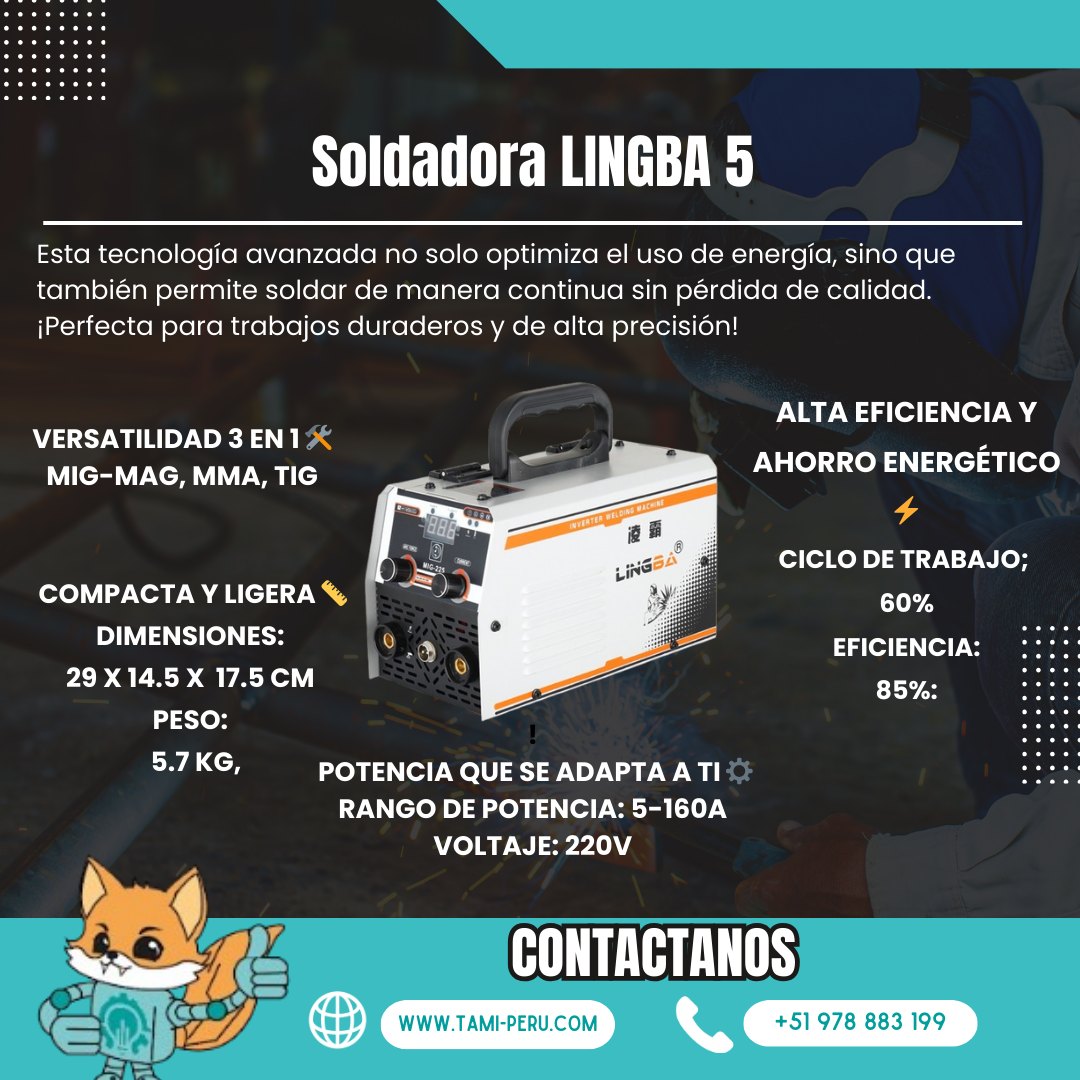 Soldadora LINGBA 5
Esta tecnología avanzada no solo optimiza el uso de energía, sino que
también permite soldar de manera continua sin pérdida de calidad.
¡Perfecta para trabajos duraderos y de alta precisión!
VERSATILIDAD 3 EN 1🛠️
MIG-MAG, MMA, TIG
COMPACTA Y LIGERA 📏
DIMENSIONES:
29 X 14.5 X 17.5 CM
PESO:
5.7 KG,
INVERTER WELDING MACHINE
凌霸
LINGBA®
MIG-225
ALTA EFICIENCIA Y
AHORRO ENERGÉTICO
⚡
CICLO DE TRABAJO;
60%
EFICIENCIA:
85%:
!
POTENCIA QUE SE ADAPTA A TI ⚙️
RANGO DE POTENCIA: 5-160A
VOLTAJE: 220V
CONTACTANOS
WWW.TAMI-PERU.COM
+51 978 883 199